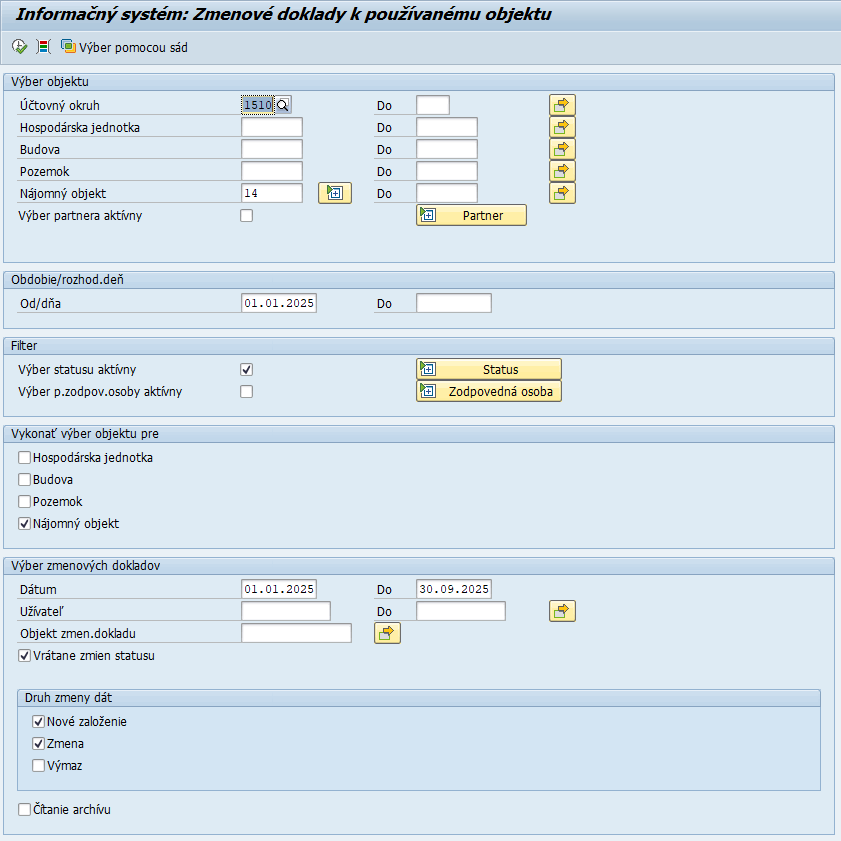 Informačný systém: Zmenové doklady k používanému objektu
Výber pomocou sád
Výber objektu
Účtovný okruh 1510 Do
Hospodárska jednotka Do
Budova Do
Pozemok Do
Nájomný objekt 14 Do
Výber partnera aktívny Partner
Obdobie/rozhod.deň
Od/dňa 01.01.2025 Do
Filter
Výber statusu aktívny Status
Výber p.zodpov.osoby aktívny Zodpovedná osoba
Vykonať výber objektu pre
Hospodárska jednotka
Budova
Pozemok
Nájomný objekt
Výber zmenových dokladov
Dátum 01.01.2025 Do 30.09.2025
Užívateľ Do
Objekt zmen.dokladu
Vrátane zmien statusu
Druh zmeny dát
Nové založenie
Zmena
Výmaz
Čítanie archívu